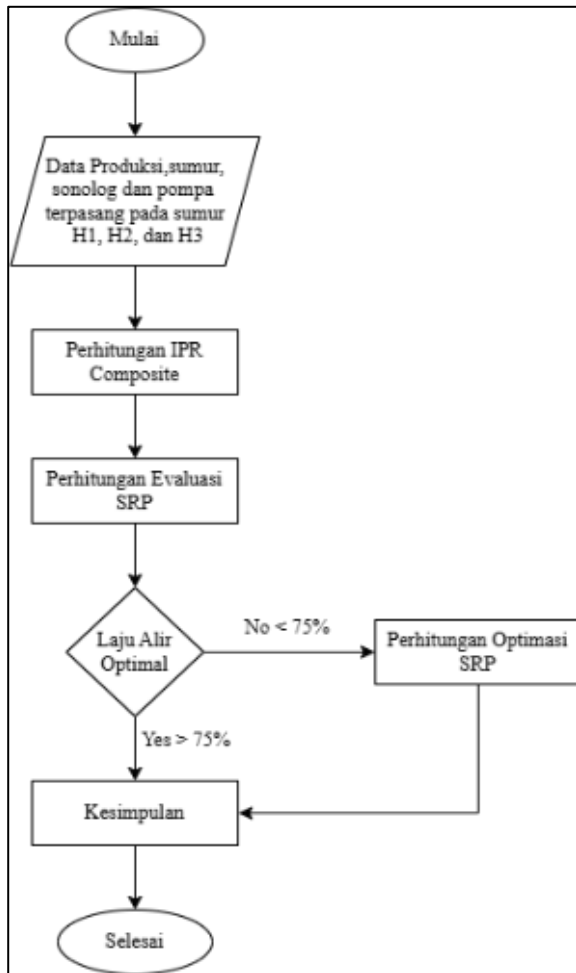 Mulai
Data Produksi,sumur,
sonolog dan pompa
terpasang pada sumur
H1, H2, dan H3
Perhitungan IPR
Composite
Perhitungan Evaluasi
SRP
Laju Alir
Optimal
No < 75%
Perhitungan Optimasi
SRP
Yes > 75%
Kesimpulan
Selesai